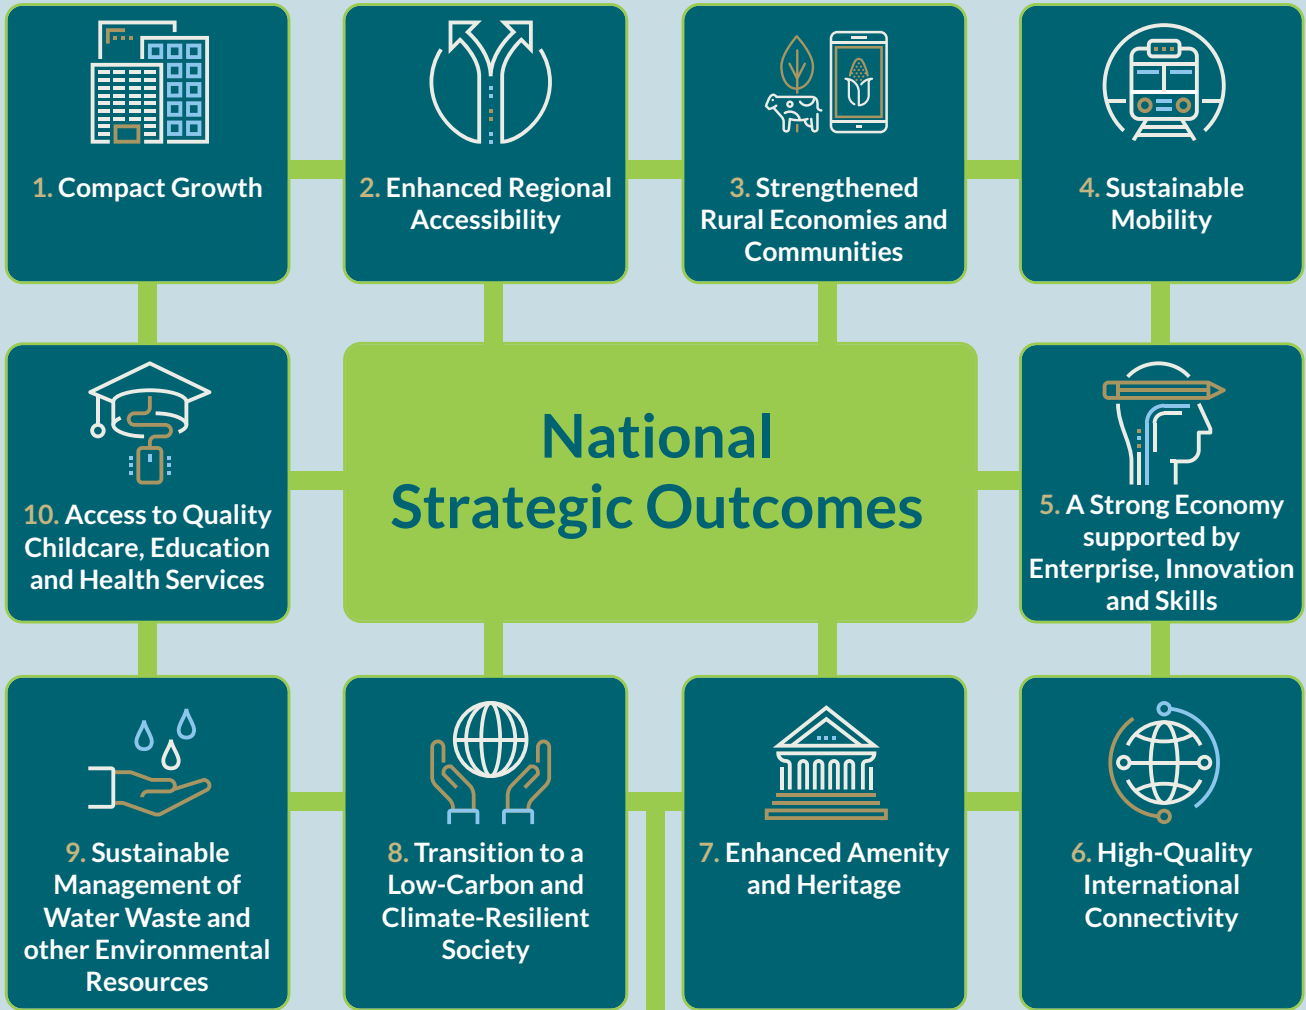 1. Compact Growth
2. Enhanced Regional
Accessibility
3. Strengthened
Rural Economies and
Communities
4. Sustainable
Mobility
National
Strategic Outcomes
10. Access to Quality
Childcare, Education
and Health Services
5. A Strong Economy
supported by
Enterprise, Innovation
and Skills
9. Sustainable
Management of
Water Waste and
other Environmental
Resources
8. Transition to a
Low-Carbon and
Climate-Resilient
Society
7. Enhanced Amenity
and Heritage
6. High-Quality
International
Connectivity